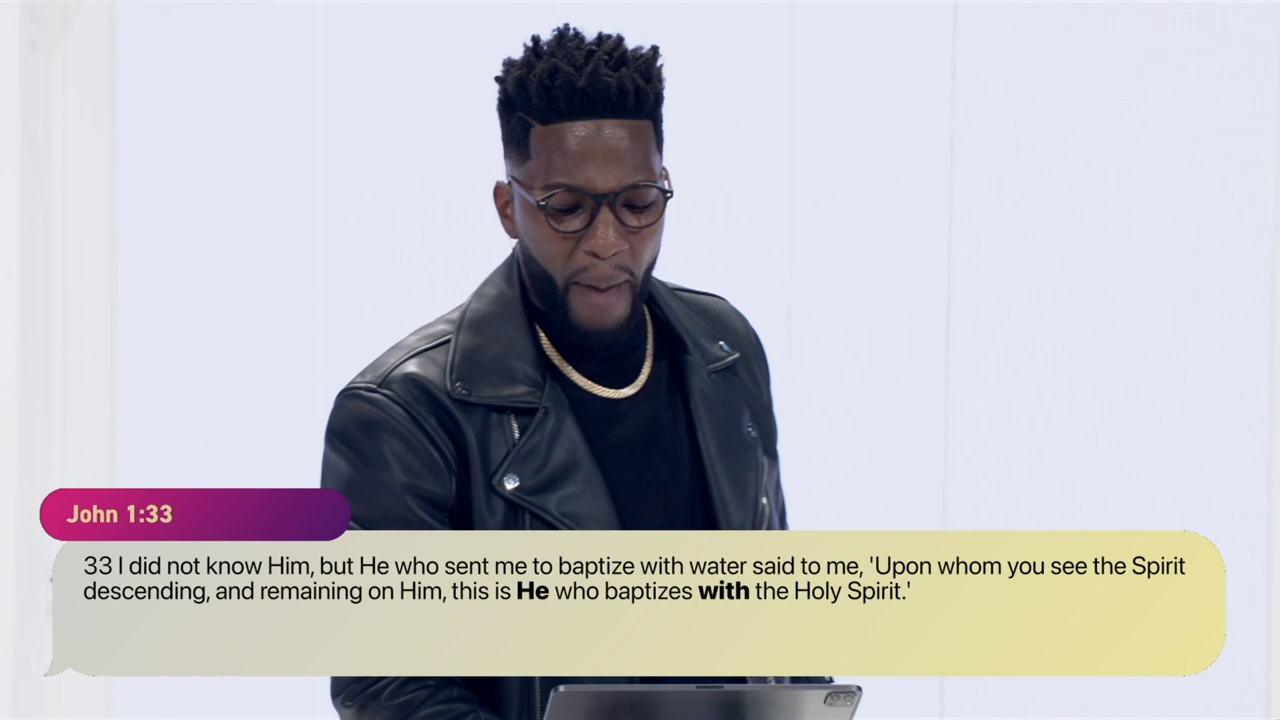 John 1:33
33 I did not know Him, but He who sent me to baptize with water said to me, 'Upon whom you see the Spirit
descending, and remaining on Him, this is He who baptizes with the Holy Spirit.'